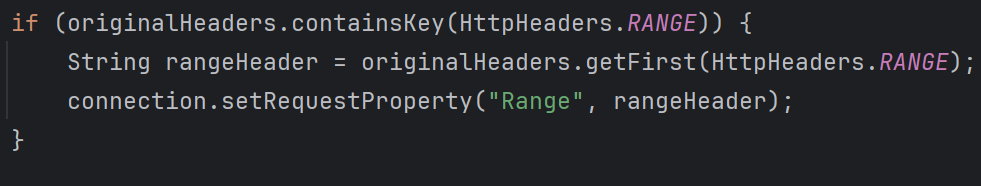 if (originalHeaders.containsKey(HttpHeaders.RANGE)) {
    String rangeHeader = originalHeaders.getFirst(HttpHeaders.RANGE);
    connection.setRequestProperty("Range", rangeHeader);
}